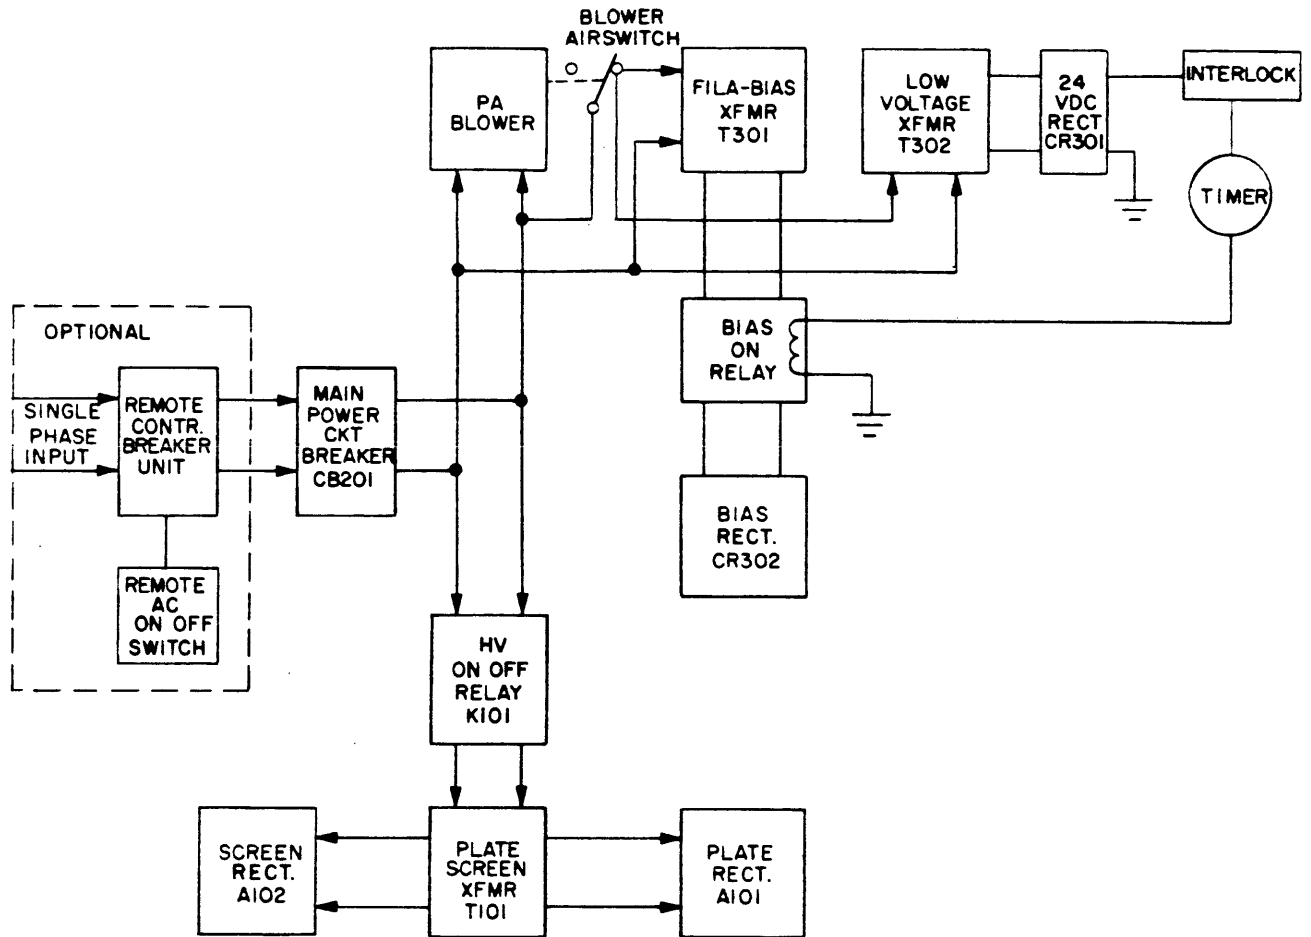 BLOWER
AIRSWITCH
PA
BLOWER
FILA-BIAS
XFMR
T301
LOW
VOLTAGE
XFMR
T302
24
VDC
RECT
CR301
INTERLOCK
TIMER
OPTIONAL
SINGLE
PHASE
INPUT
REMOTE
CONTR.
BREAKER
UNIT
MAIN
POWER
CKT
BREAKER
CB201
BIAS
ON
RELAY
BIAS
RECT.
CR302
REMOTE
AC
ON OFF
SWITCH
HV
ON OFF
RELAY
K101
SCREEN
RECT.
A102
PLATE
SCREEN
XFMR
T101
PLATE
RECT.
A101